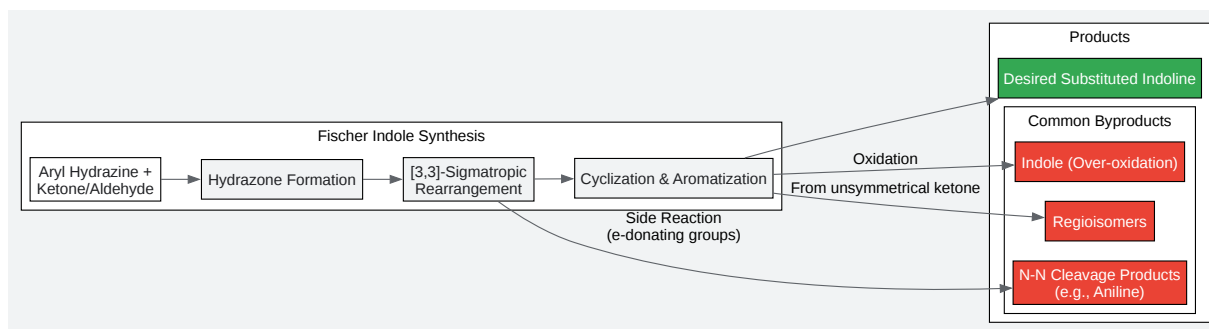 Products
Desired Substituted Indoline
Common Byproducts
Fischer Indole Synthesis
Aryl Hydrazine +
Ketone/Aldehyde
Hydrazone Formation
[3,3]-Sigmatropic
Rearrangement
Cyclization & Aromatization
Oxidation
Indole (Over-oxidation)
From unsymmetrical ketone
Regioisomers
Side Reaction
(e-donating groups)
N-N Cleavage Products
(e.g., Aniline)